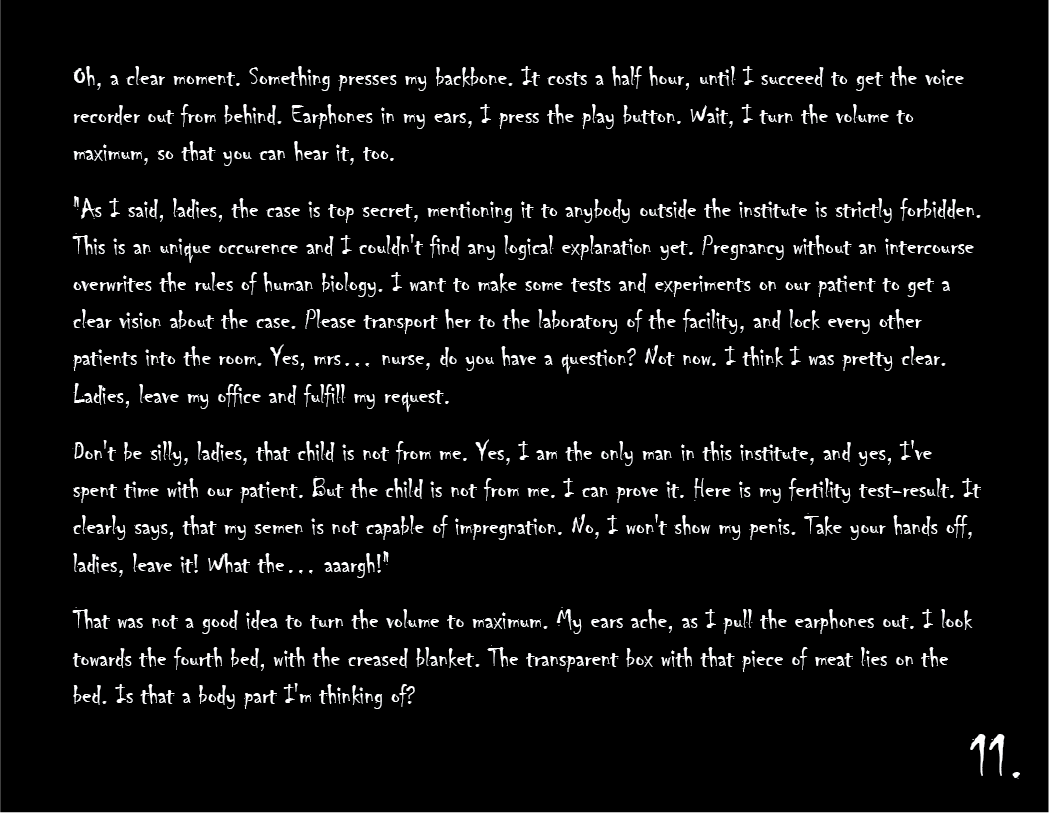 Oh, a clear moment. Something presses my backbone. It costs a half hour, until I succeed to get the voice
recorder out from behind. Earphones in my ears, I press the play button. Wait, I turn the volume to
maximum, so that you can hear it, too.
"As I said, ladies, the case is top secret, mentioning it to anybody outside the institute is strictly forbidden.
This is an unique occurence and I couldn't find any logical explanation yet. Pregnancy without an intercourse
overwrites the rules of human biology. I want to make some tests and experiments on our patient to get a
clear vision about the case. Please transport her to the laboratory of the facility, and lock every other
patients into the room. Yes, mrs... nurse, do you have a question? Not now. I think I was pretty clear.
Ladies, leave my office and fulfill my request.
Don't be silly, ladies, that child is not from me. Yes, I am the only man in this institute, and yes, I've
spent time with our patient. But the child is not from me. I can prove it. Here is my fertility test-result. It
clearly says, that my semen is not capable of impregnation. No, I won't show my penis. Take your hands off,
ladies, leave it! What the... aaargh!"
That was not a good idea to turn the volume to maximum. My ears ache, as I pull the earphones out. I look
towards the fourth bed, with the creased blanket. The transparent box with that piece of meat lies on the
bed. Is that a body part I'm thinking of?
11.